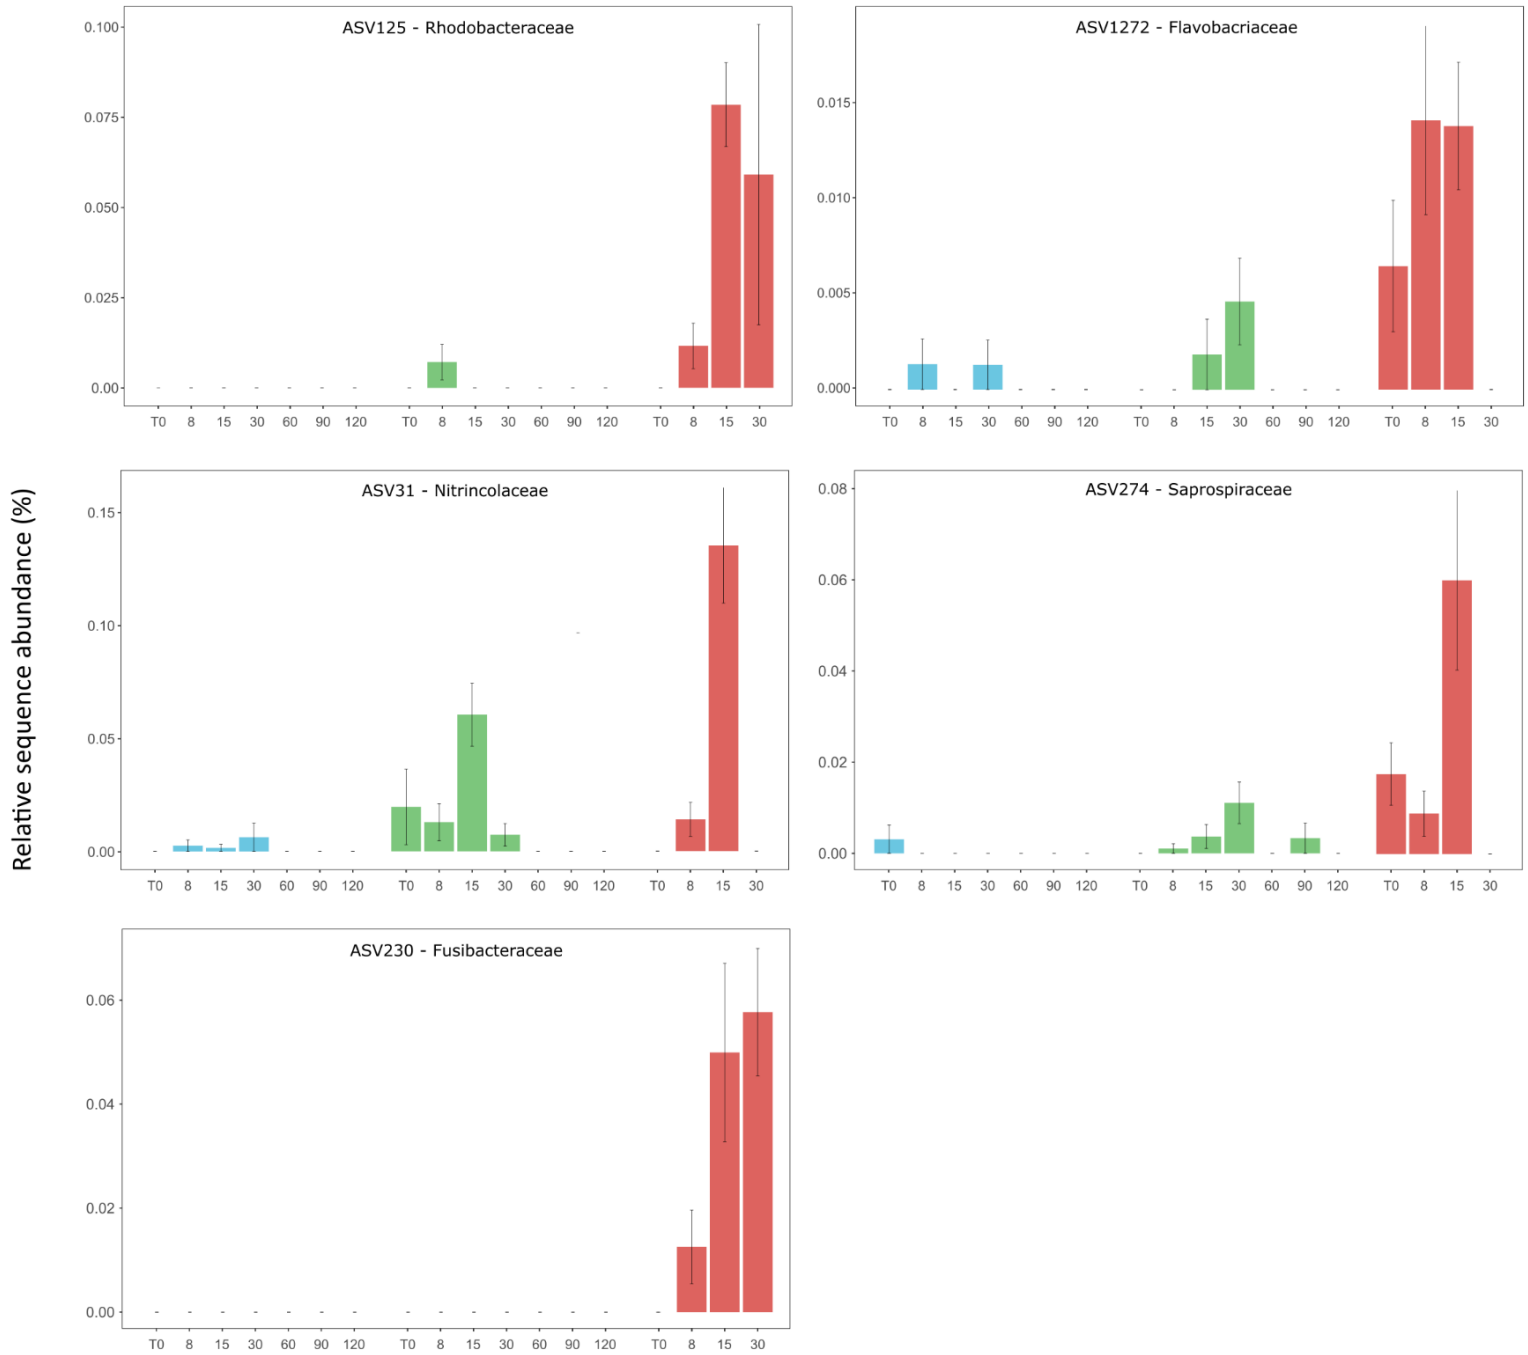 Relative sequence abundance (%)
ASV125 - Rhodobacteraceae
0.100
0.075
0.050
0.025
0.00
T0 8 15 30 60 90 120 T0 8 15 30 60 90 120 T0 8 15 30
ASV1272 - Flavobacriaceae
0.015
0.010
0.005
0.000
T0 8 15 30 60 90 120 T0 8 15 30 60 90 120 T0 8 15 30
ASV31 - Nitrincolaceae
0.15
0.10
0.05
0.00
T0 8 15 30 60 90 120 T0 8 15 30 60 90 120 T0 8 15 30
ASV274 - Saprospiraceae
0.08
0.06
0.04
0.02
0.00
T0 8 15 30 60 90 120 T0 8 15 30 60 90 120 T0 8 15 30
ASV230 - Fusibacteraceae
0.06
0.04
0.02
0.00
T0 8 15 30 60 90 120 T0 8 15 30 60 90 120 T0 8 15 30